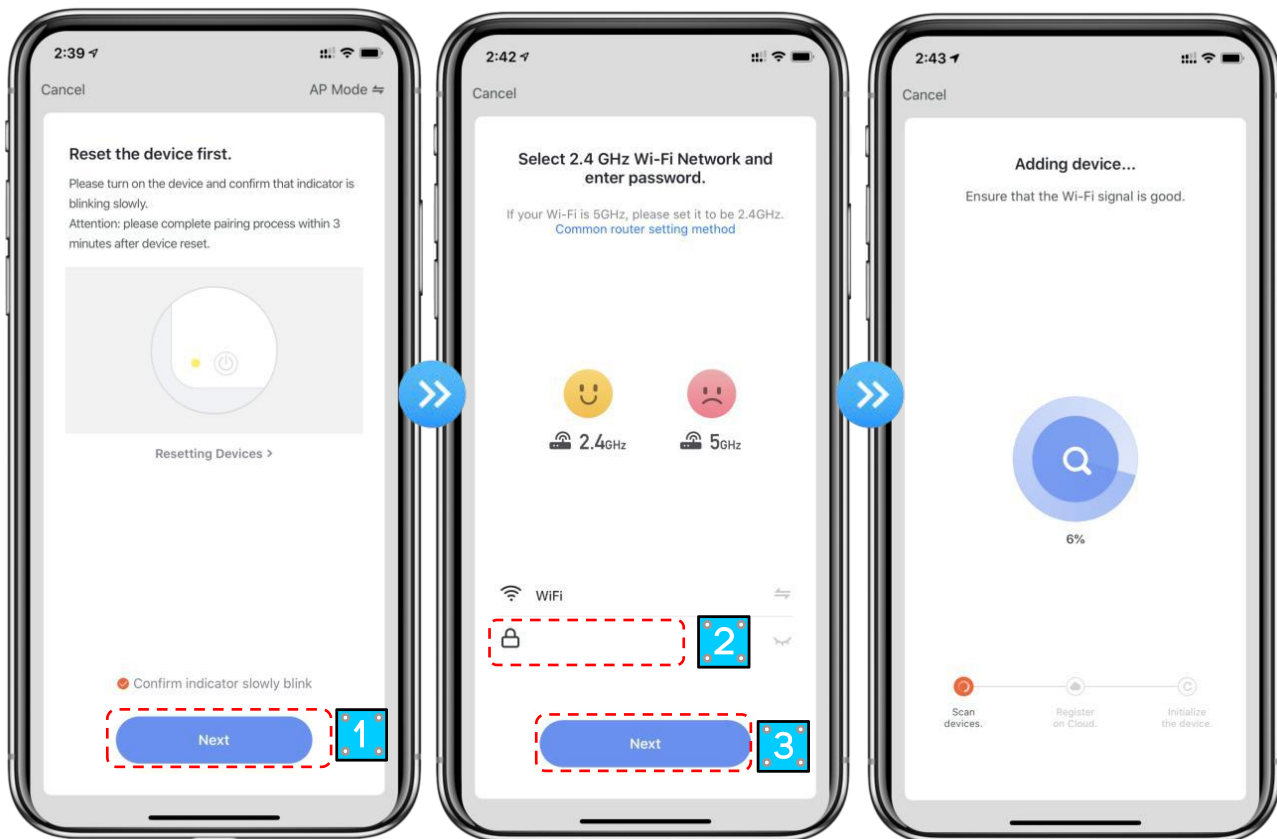 2:39
Cancel
AP Mode
Reset the device first.
Please turn on the device and confirm that indicator is
blinking slowly.
Attention: please complete pairing process within 3
minutes after device reset.
Resetting Devices >
Confirm indicator slowly blink
Next
1
2:42
Cancel
Select 2.4 GHz Wi-Fi Network and
enter password.
If your Wi-Fi is 5GHz, please set it to be 2.4GHz.
Common router setting method
2.4GHz
5GHz
WiFi
2
Next
3
2:43
Cancel
Adding device...
Ensure that the Wi-Fi signal is good.
6%
Scan
devices.
Register
on Cloud.
Initialize
the device.